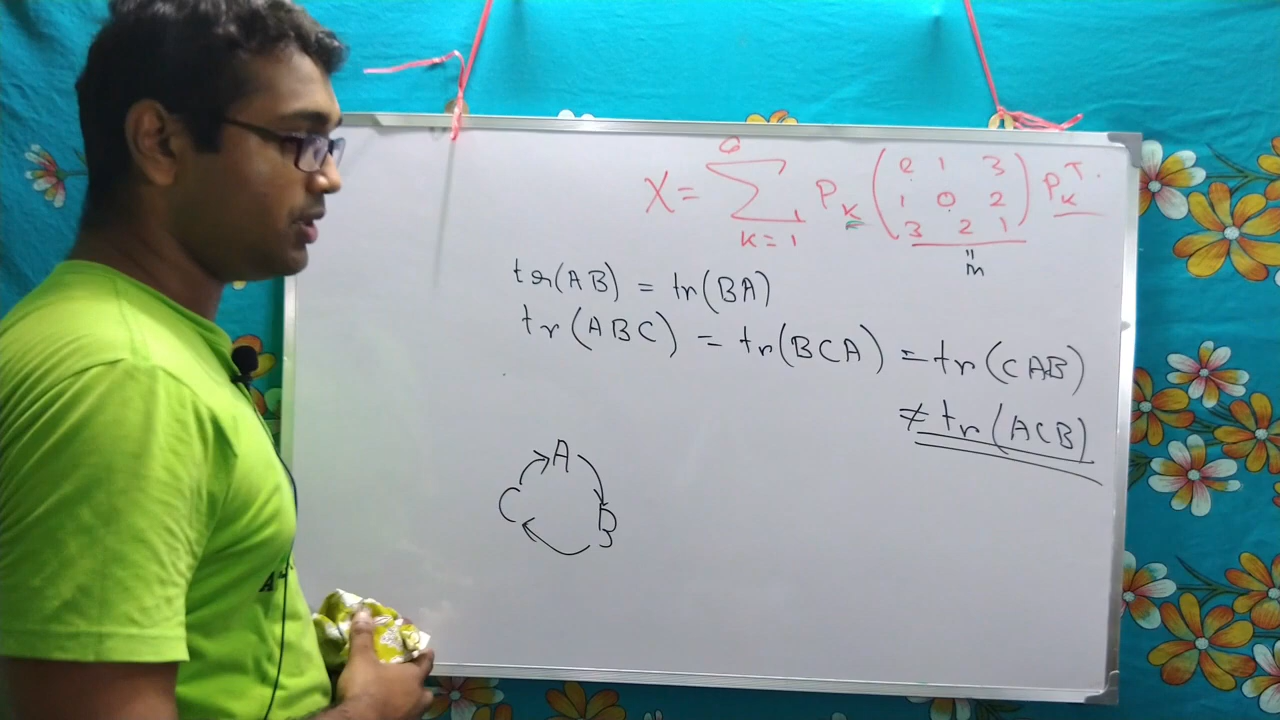 X = 6 Σ k=1 P_k ( 2 1 3
1 0 2
3 2 1 ) P_k^T.
" m
tr(AB) = tr(BA)
tr(ABC) = tr(BCA) = tr(CAB)
≠ tr(ACB)
A
C B